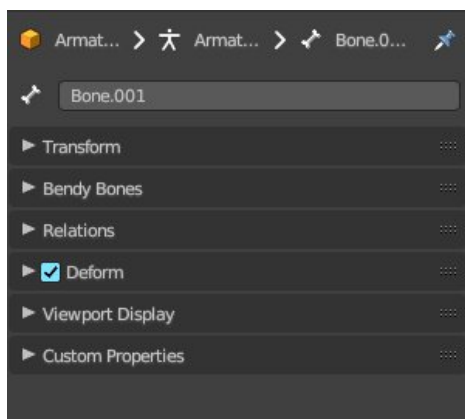 Armat... Armat... Bone.0...
Bone.001
Transform
Bendy Bones
Relations
Deform
Viewport Display
Custom Properties